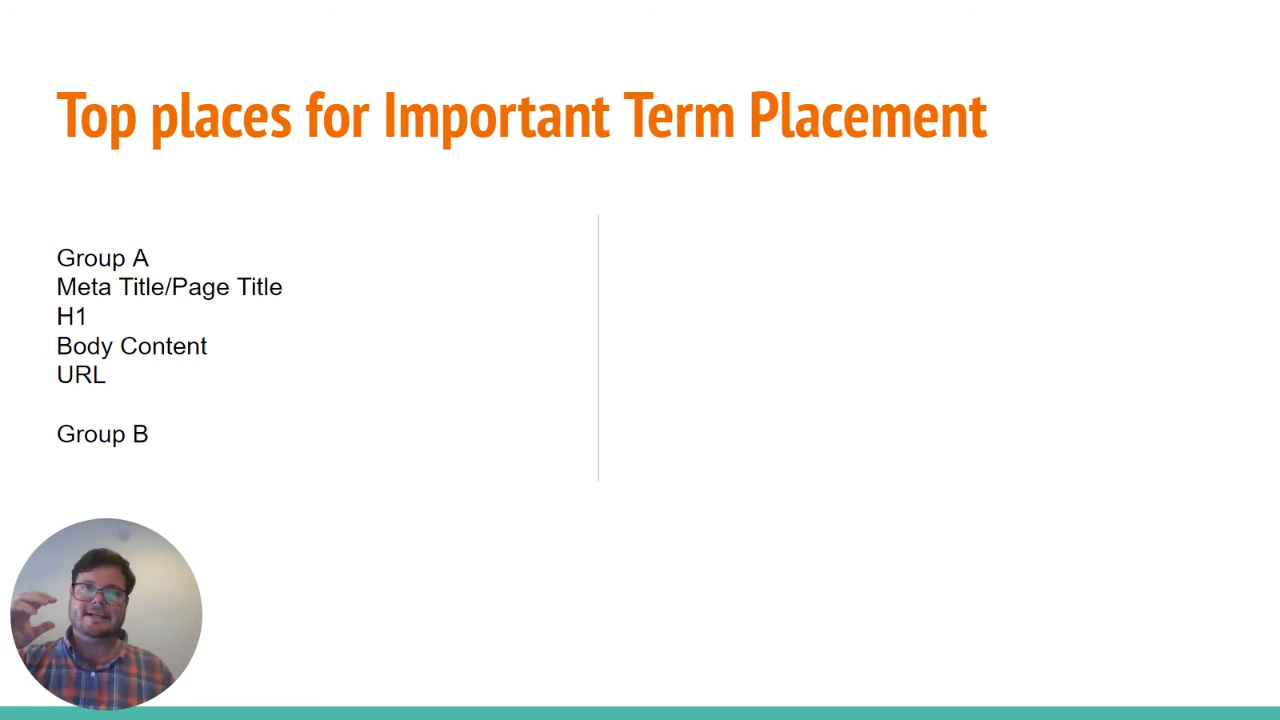 Top places for Important Term Placement
Group A
Meta Title/Page Title
H1
Body Content
URL
Group B